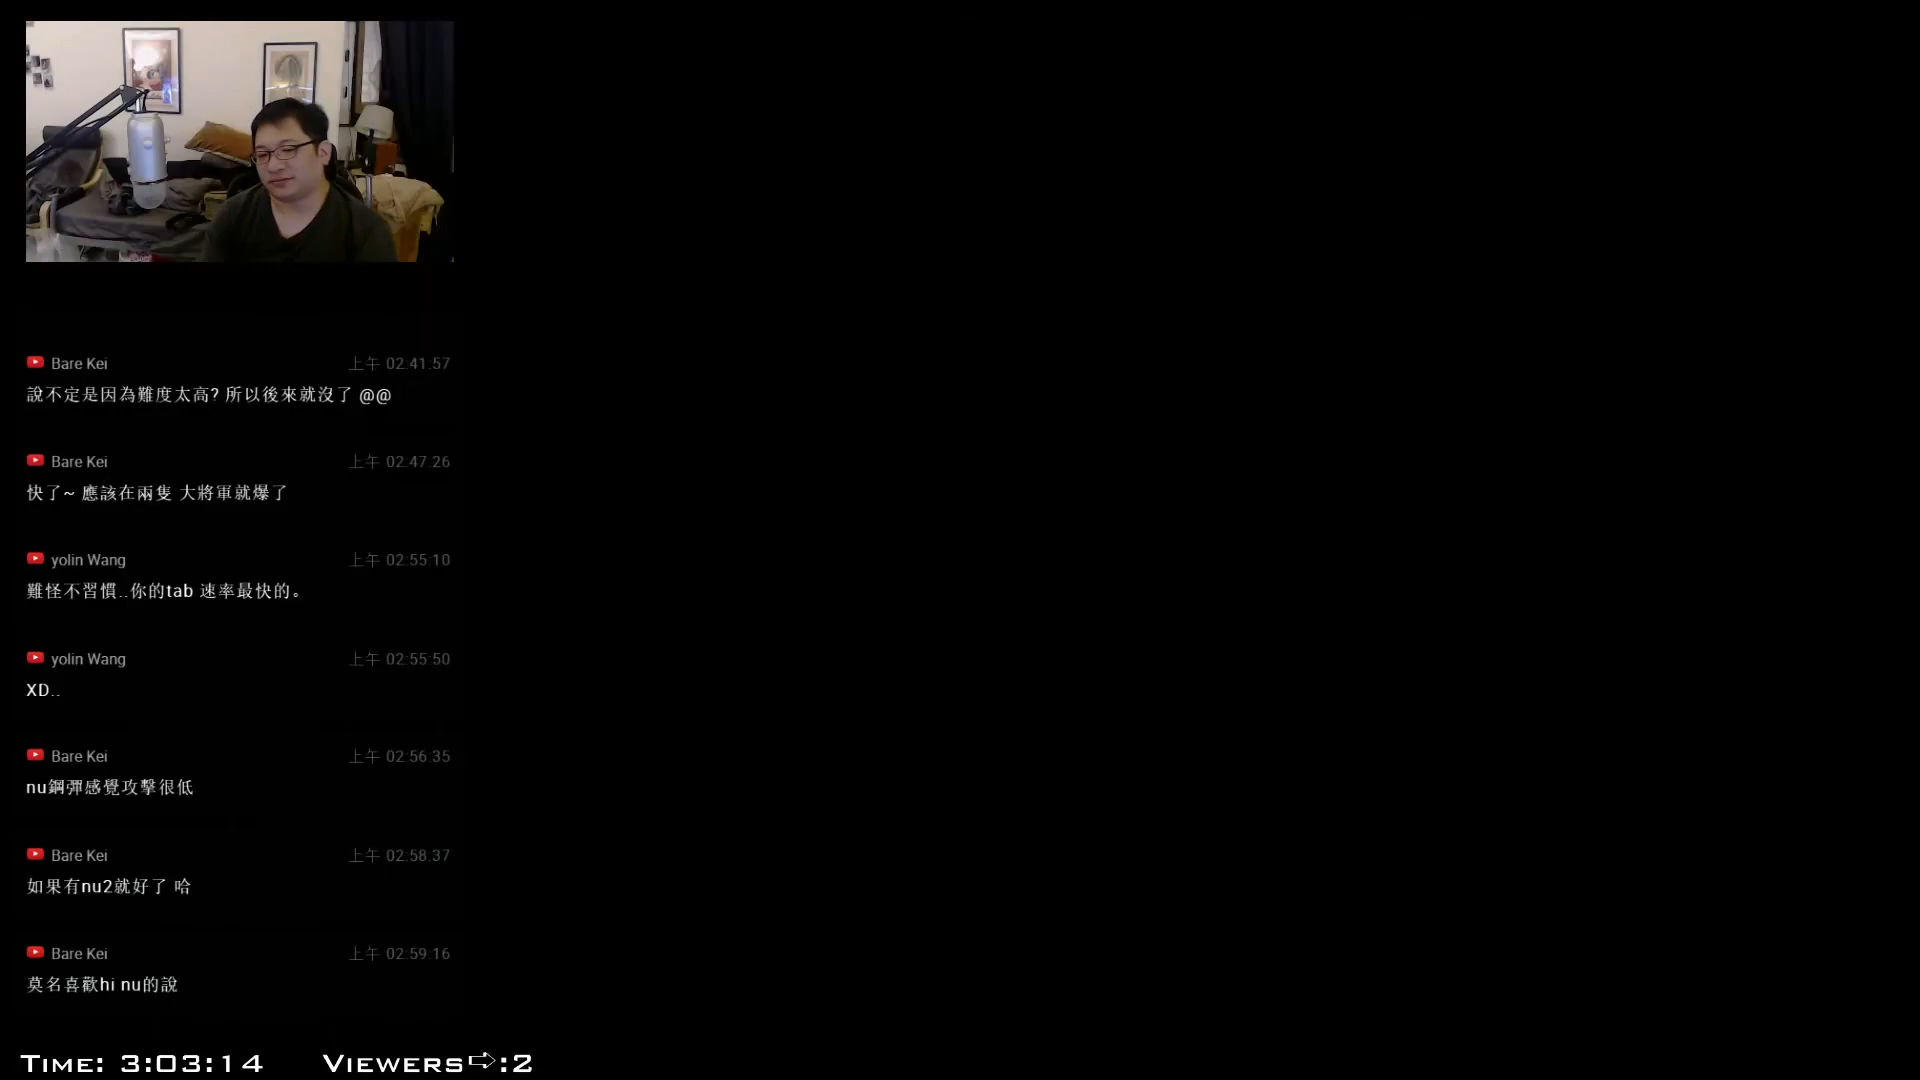 Bare Kei 上午 02:41:57
說不定是因為難度太高? 所以後來就沒了 @@
Bare Kei 上午 02:47:26
快了~ 應該在兩隻 大將軍就爆了
yolin Wang 上午 02:55:10
難怪不習慣..你的tab 速率最快的。
yolin Wang 上午 02:55:50
XD..
Bare Kei 上午 02:56:35
nu鋼彈感覺攻擊很低
Bare Kei 上午 02:58:37
如果有nu2就好了 哈
Bare Kei 上午 02:59:16
莫名喜歡hi nu的說
TIME: 3:03:14 VIEWERS⇨:2